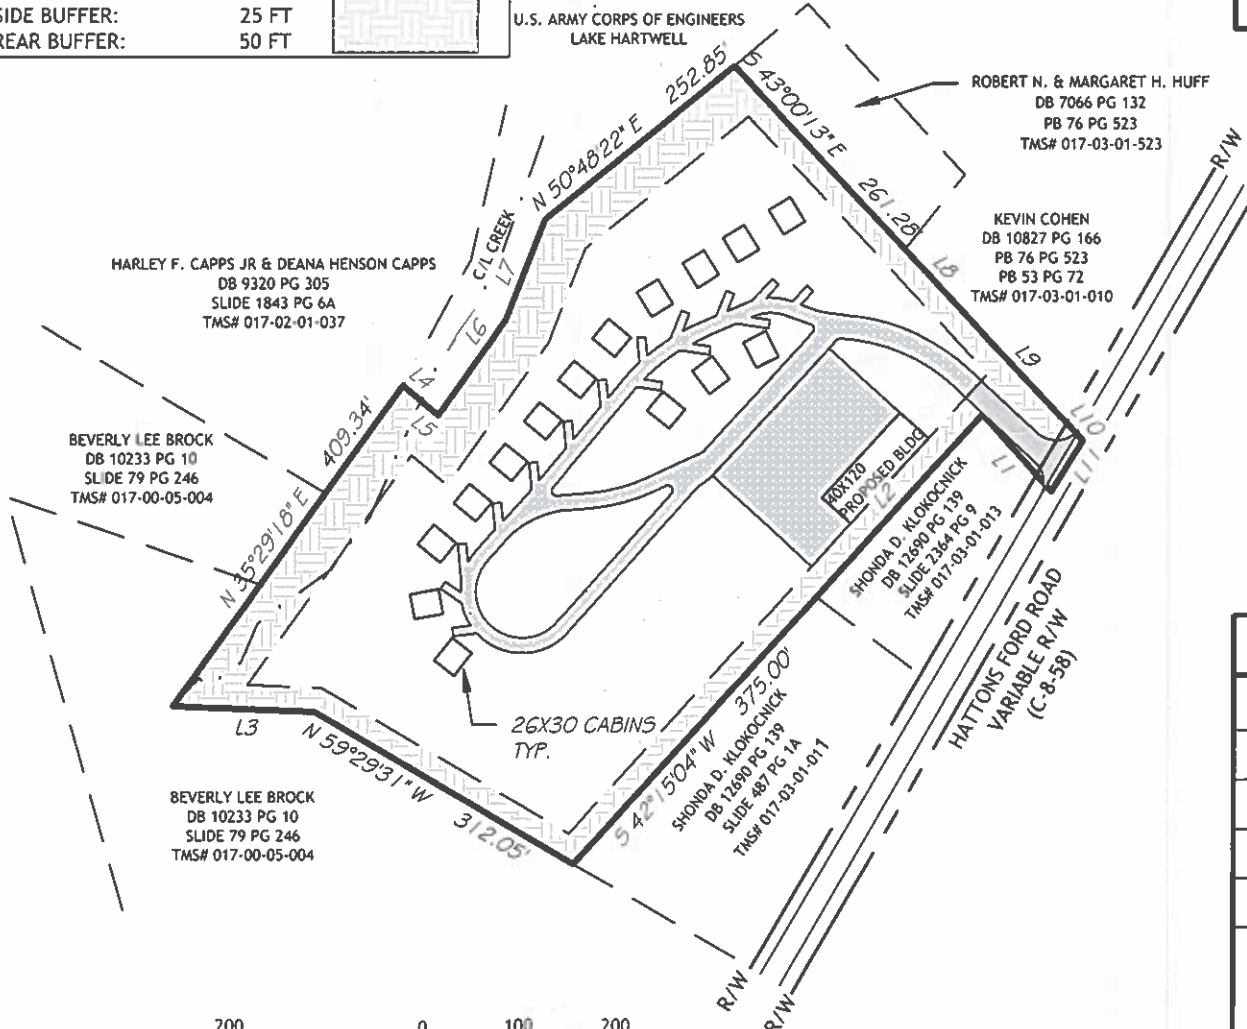 SIDE BUFFER: 25 FT
REAR BUFFER: 50 FT
U.S. ARMY CORPS OF ENGINEERS
LAKE HARTWELL
252.85'
N 50°48'22" E
S 43°00'13" E
261.28'
ROBERT N. & MARGARET H. HUFF
DB 7066 PG 132
PB 76 PG 523
TMS# 017-03-01-523
R/W
KEVIN COHEN
DB 10827 PG 166
PB 76 PG 523
PB 53 PG 72
TMS# 017-03-01-010
HARLEY F. CAPPS JR & DEANA HENSON CAPPS
DB 9320 PG 305
SLIDE 1843 PG 6A
TMS# 017-02-01-037
C/L CREEK
L7
L6
L8
L9
L4
L5
L10
L11
L1
L2
409.34'
N 35°29'18" E
BEVERLY LEE BROCK
DB 10233 PG 10
SLIDE 79 PG 246
TMS# 017-00-05-004
40X120
PROPOSED BLDG
SHONDA D. KLOKOCNICK
DB 12690 PG 139
SLIDE 2364 PG 9
TMS# 017-03-01-013
HATTONS FORD ROAD
VARIABLE R/W
(C-8-58)
375.00'
S 42°15'04" W
SHONDA D. KLOKOCNICK
DB 12690 PG 139
SLIDE 487 PG 1A
TMS# 017-03-01-011
26X30 CABINS
TYP.
L3
N 59°29'31" W
312.05'
BEVERLY LEE BROCK
DB 10233 PG 10
SLIDE 79 PG 246
TMS# 017-00-05-004
R/W
R/W
200 0 100 200